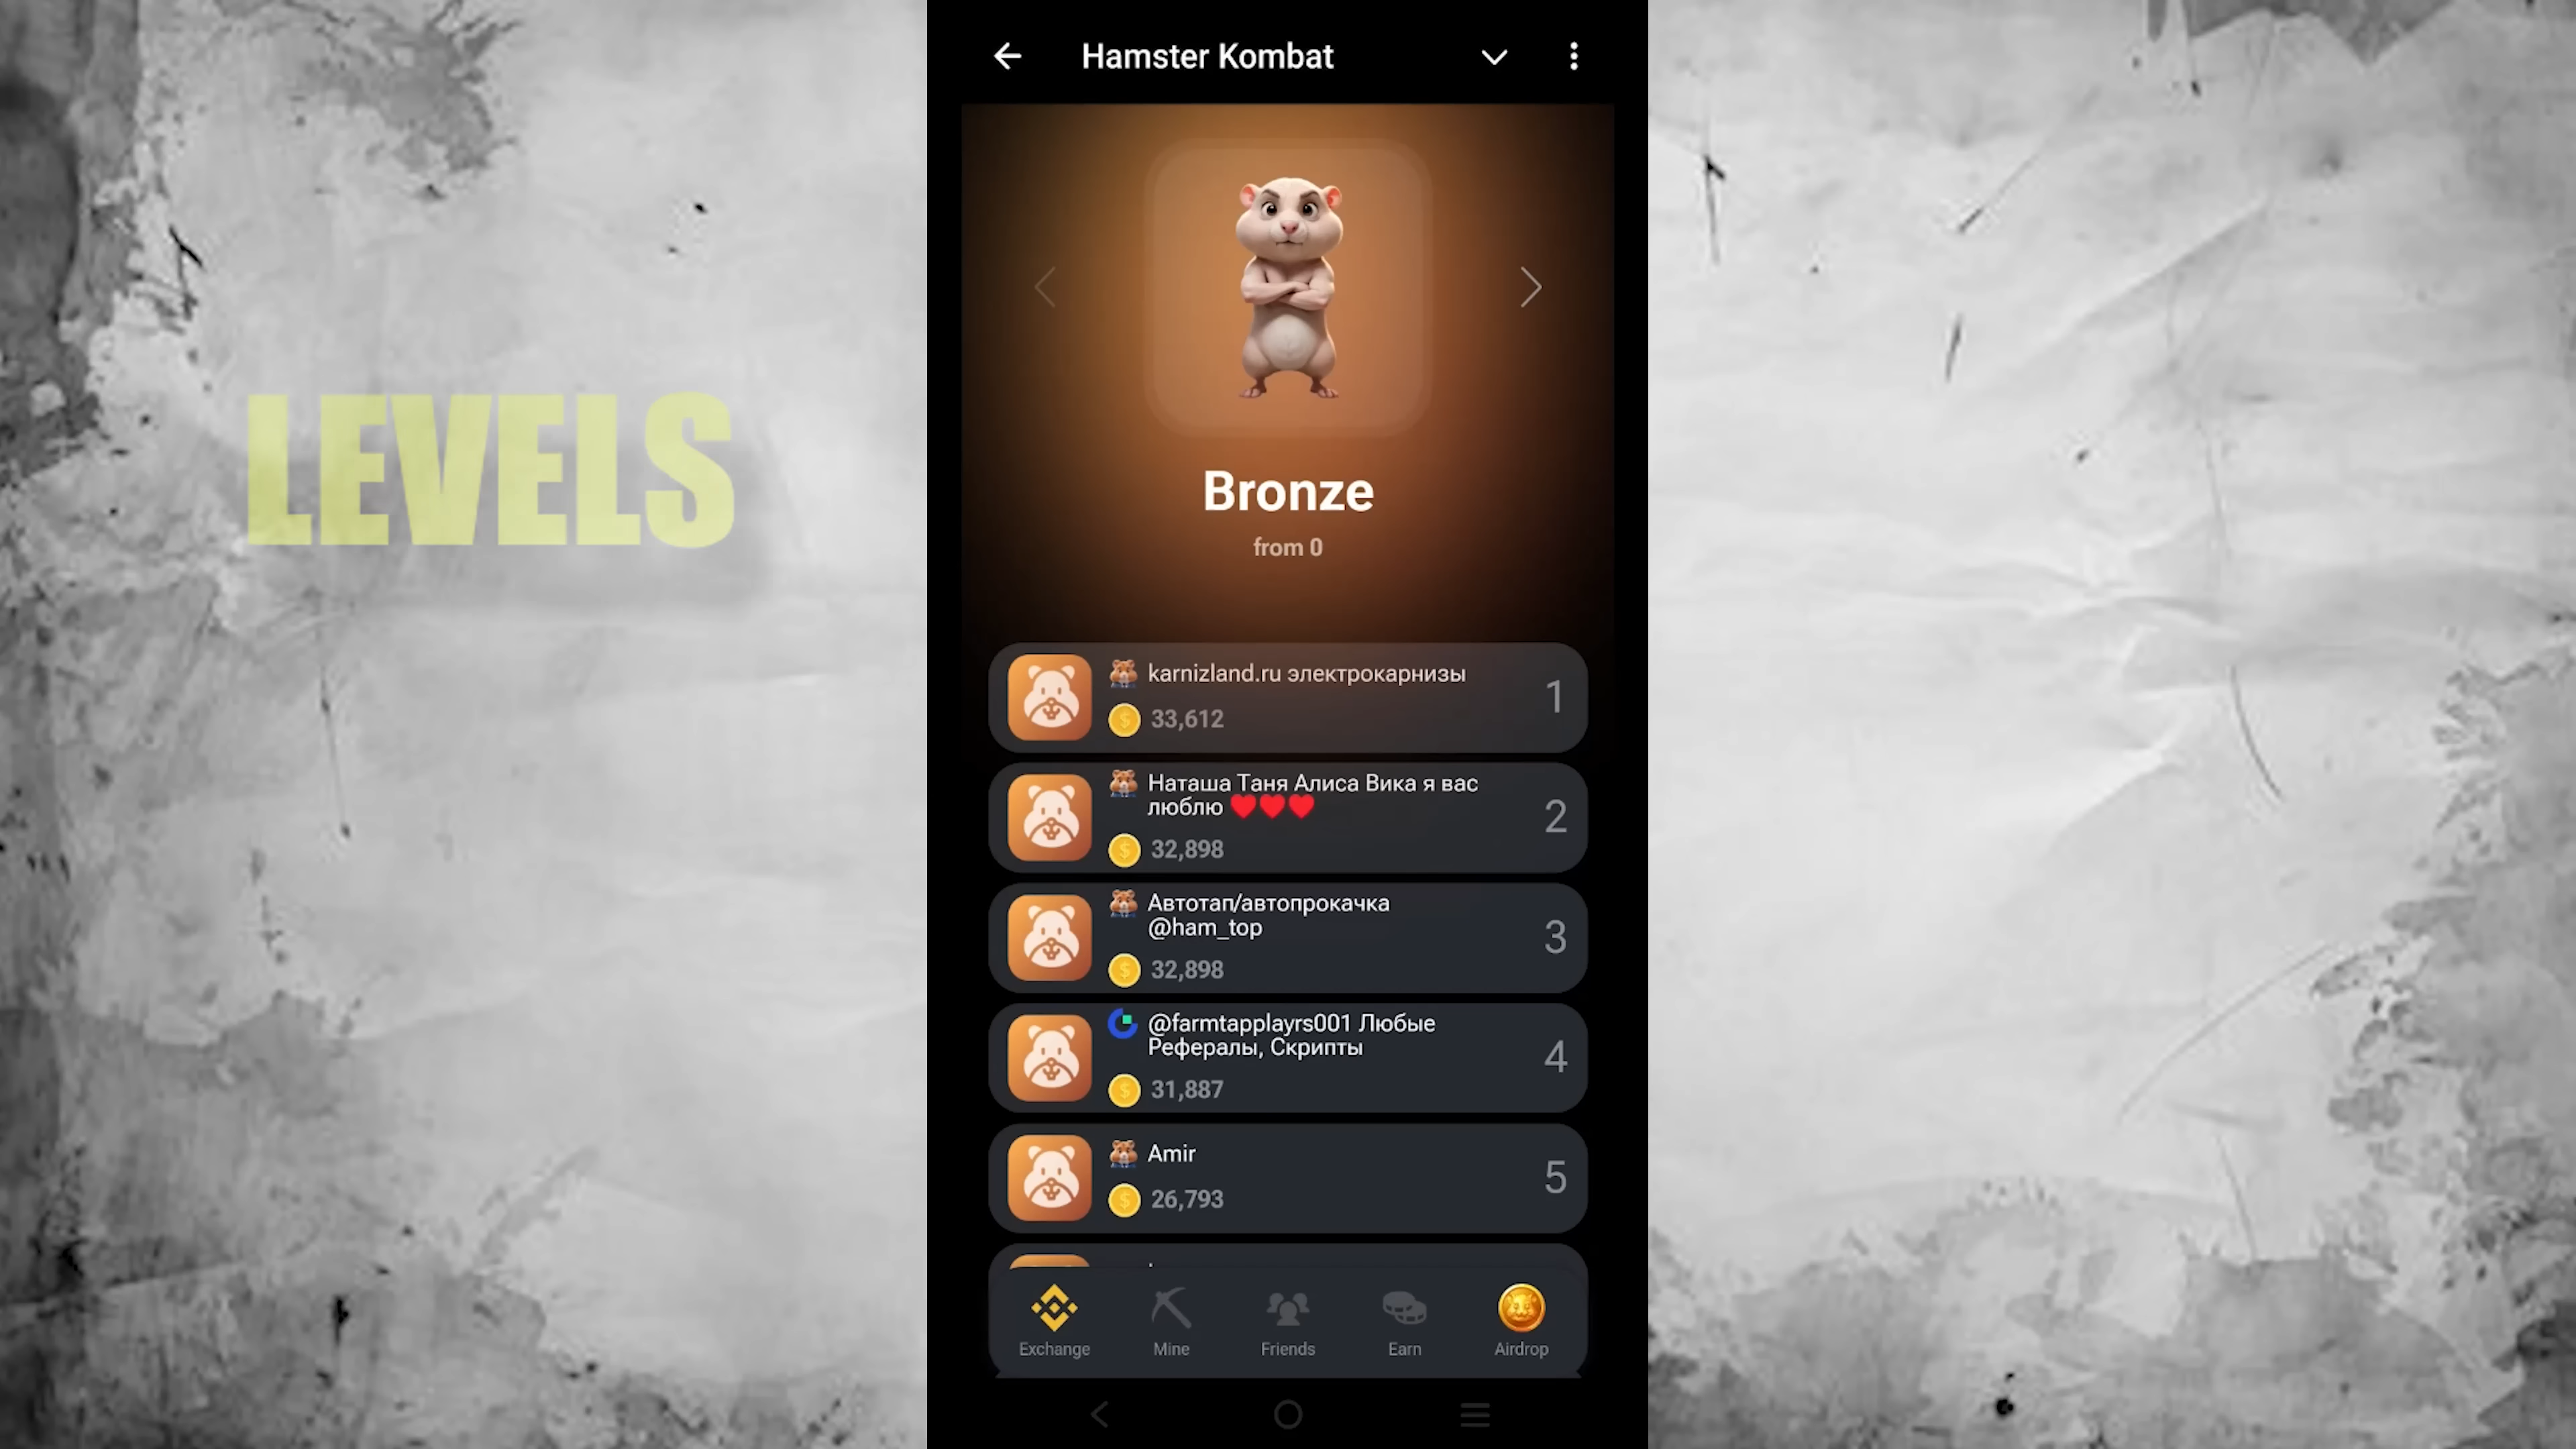 Hamster Kombat
LEVELS
Bronze
from 0
karnizland.ru электрокарнизы
33,612
1
Наташа Таня Алиса Вика я вас
люблю ❤️❤️❤️
32,898
2
Автотап/автопрокачка
@ham_top
32,898
3
@farmtapplayrs001 Любые
Рефералы, Скрипты
31,887
4
Amir
26,793
5
Exchange
Mine
Friends
Earn
Airdrop